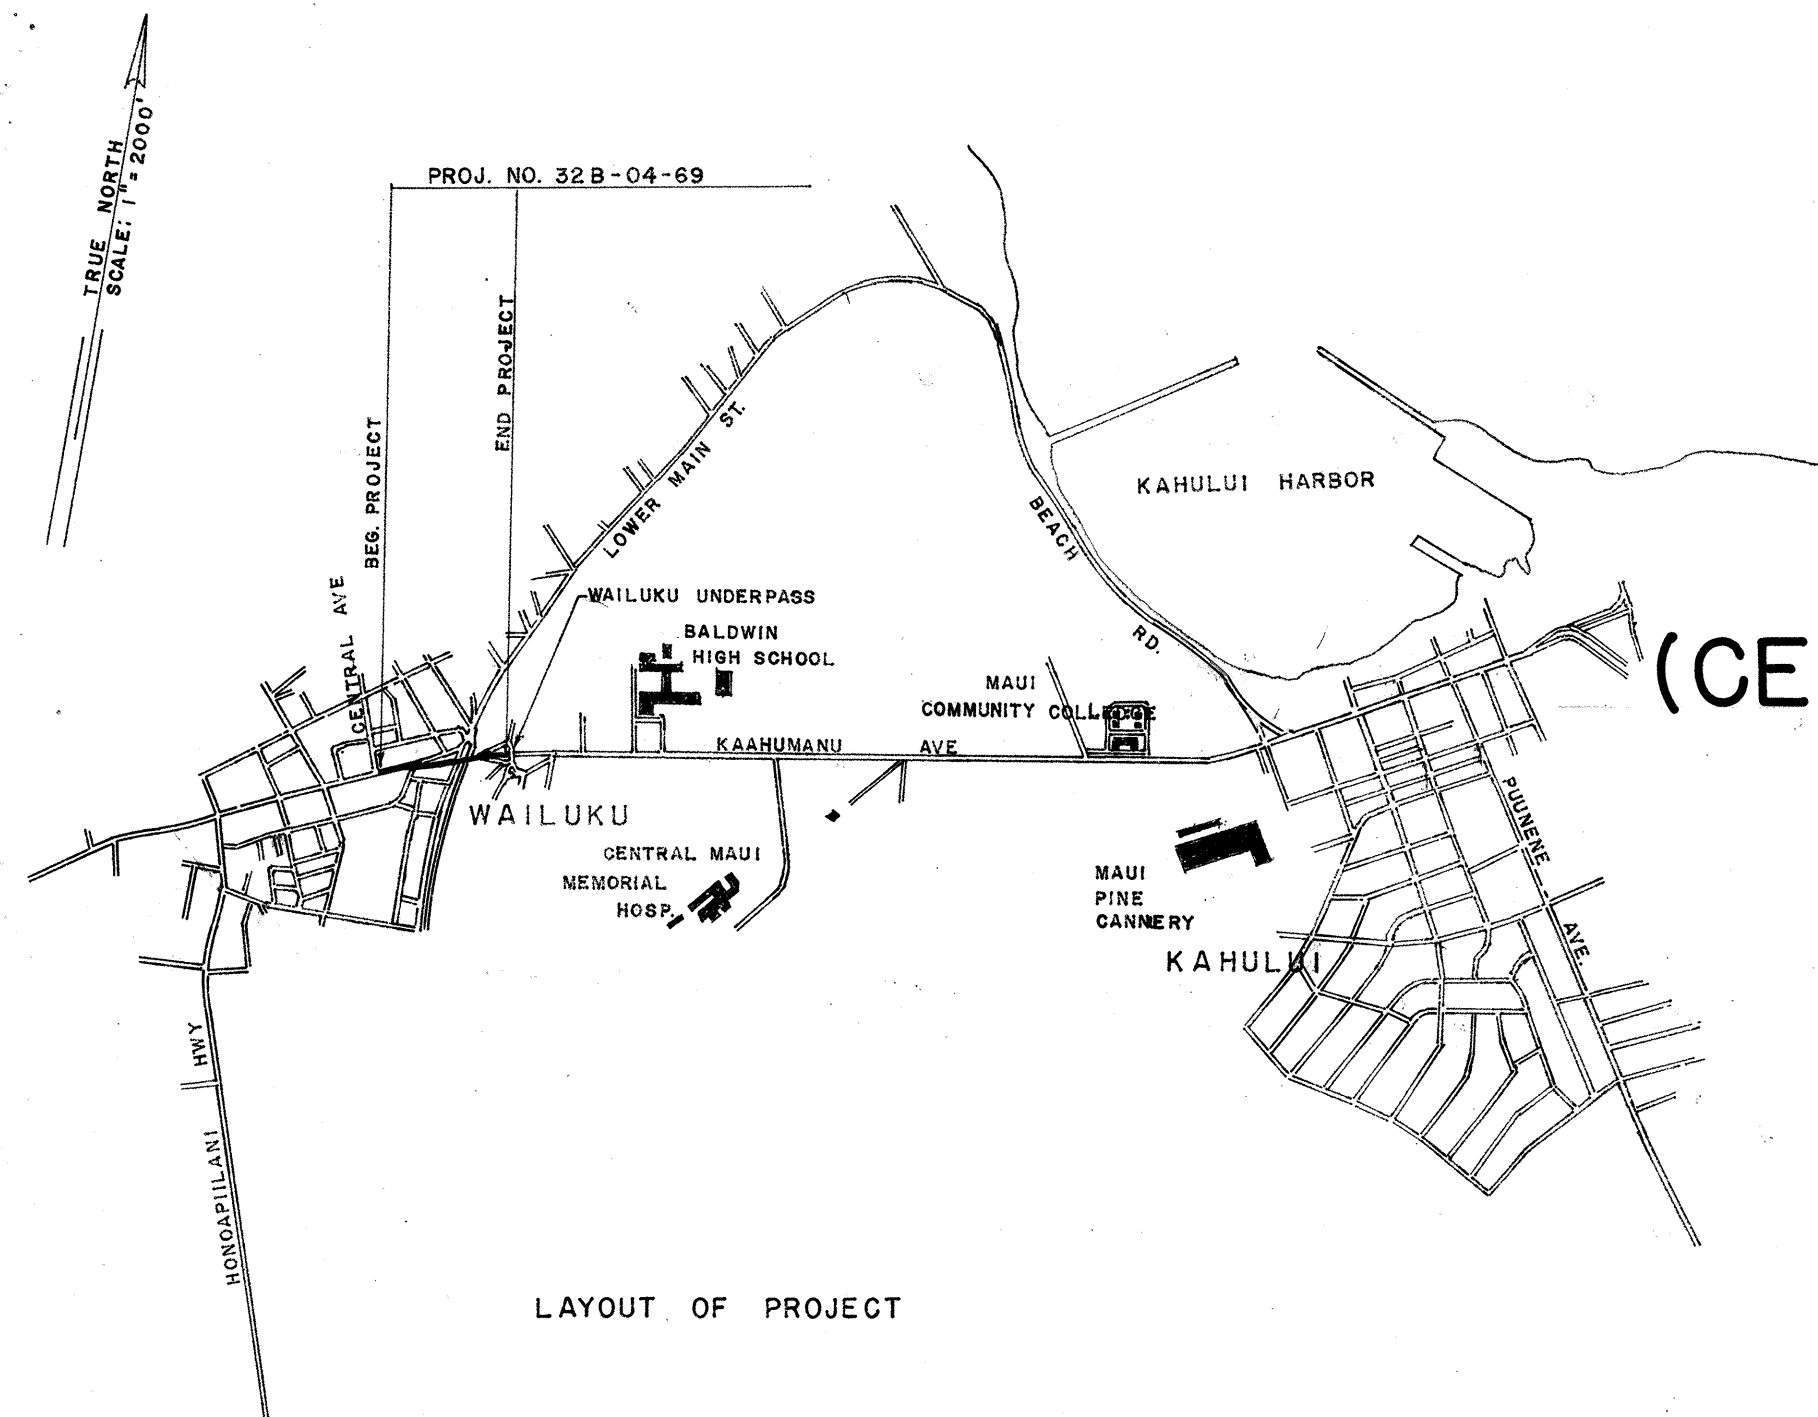 TRUE NORTH
SCALE: 1" = 2000'
PROJ. NO. 32B-04-69
BEG. PROJECT
END PROJECT
CENTRAL AVE
LOWER MAIN ST.
WAILUKU UNDERPASS
BALDWIN
HIGH SCHOOL
KAHULUI HARBOR
BEACH RD.
(CE
MAUI
COMMUNITY COLLEGE
KAAHUMANU AVE
WAILUKU
CENTRAL MAUI
MEMORIAL
HOSP.
MAUI
PINE
CANNERY
KAHULUI
PUUNENE AVE.
HONOAPIILANI HWY
LAYOUT OF PROJECT